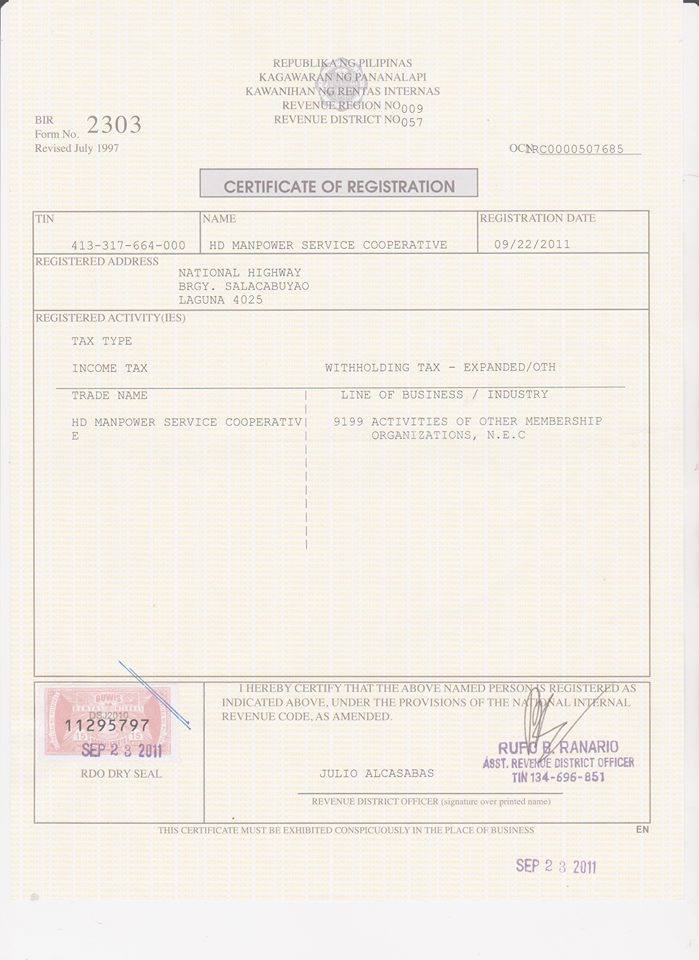 REPUBLIKA NG PILIPINAS
KAGAWARAN NG PANANALAPI
KAWANIHAN NG RENTAS INTERNAS
REVENUE REGION NO 009
REVENUE DISTRICT NO 057
BIR
Form No. 2303
Revised July 1997
OCN 1RC0000507685
CERTIFICATE OF REGISTRATION
TIN NAME REGISTRATION DATE
413-317-664-000 HD MANPOWER SERVICE COOPERATIVE 09/22/2011
REGISTERED ADDRESS
NATIONAL HIGHWAY
BRGY. SALACABUYAO
LAGUNA 4025
REGISTERED ACTIVITY(IES)
TAX TYPE
INCOME TAX WITHHOLDING TAX - EXPANDED/OTH
TRADE NAME LINE OF BUSINESS / INDUSTRY
HD MANPOWER SERVICE COOPERATIV 9199 ACTIVITIES OF OTHER MEMBERSHIP
E ORGANIZATIONS, N.E.C
I HEREBY CERTIFY THAT THE ABOVE NAMED PERSON IS REGISTERED AS
INDICATED ABOVE, UNDER THE PROVISIONS OF THE NATIONAL INTERNAL
REVENUE CODE, AS AMENDED.
BUWIS
11295797
SEP 23 2011
RDO DRY SEAL
RUFO B. RANARIO
ASST. REVENUE DISTRICT OFFICER
TIN 134-696-851
JULIO ALCASABAS
REVENUE DISTRICT OFFICER (signature over printed name)
THIS CERTIFICATE MUST BE EXHIBITED CONSPICUOUSLY IN THE PLACE OF BUSINESS EN
SEP 23 2011